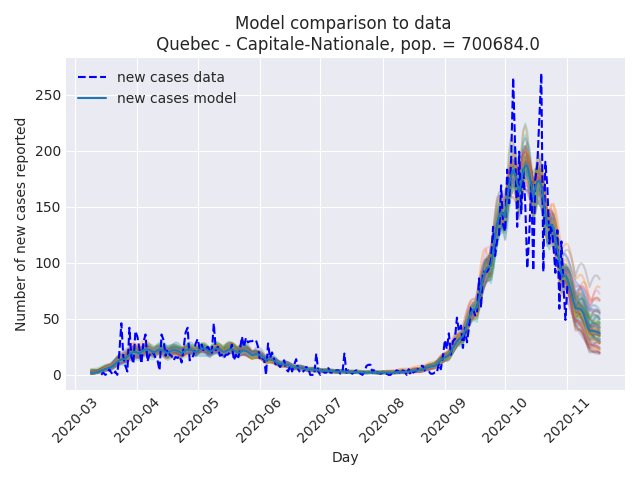 Model comparison to data
Quebec - Capitale-Nationale, pop. = 700684.0
new cases data
new cases model
Number of new cases reported
250
200
150
100
50
0
2020-03
2020-04
2020-05
2020-06
2020-07
2020-08
2020-09
2020-10
2020-11
Day